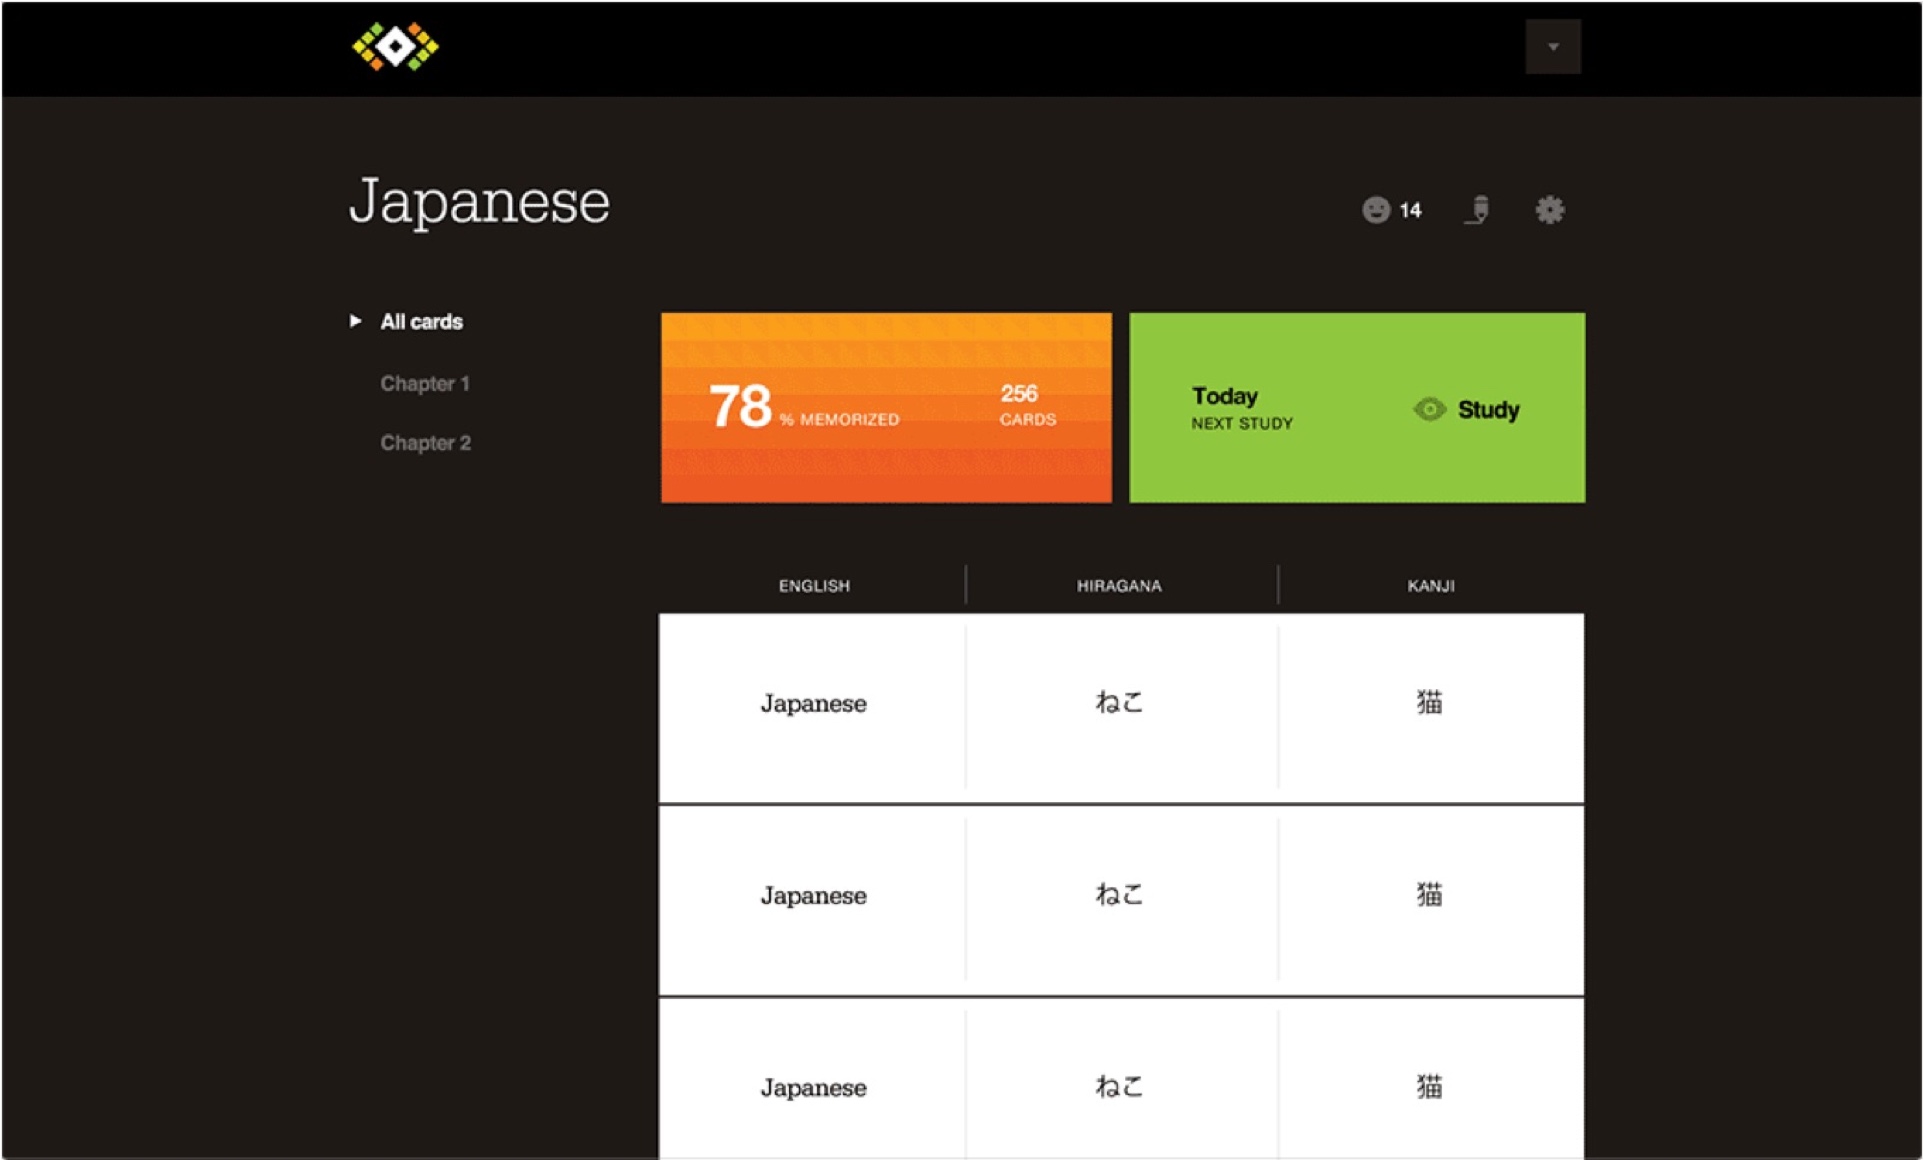 Japanese
14
All cards
Chapter 1
Chapter 2
78 % MEMORIZED
256
CARDS
Today
NEXT STUDY
Study
ENGLISH HIRAGANA KANJI
Japanese ねこ 猫
Japanese ねこ 猫
Japanese ねこ 猫